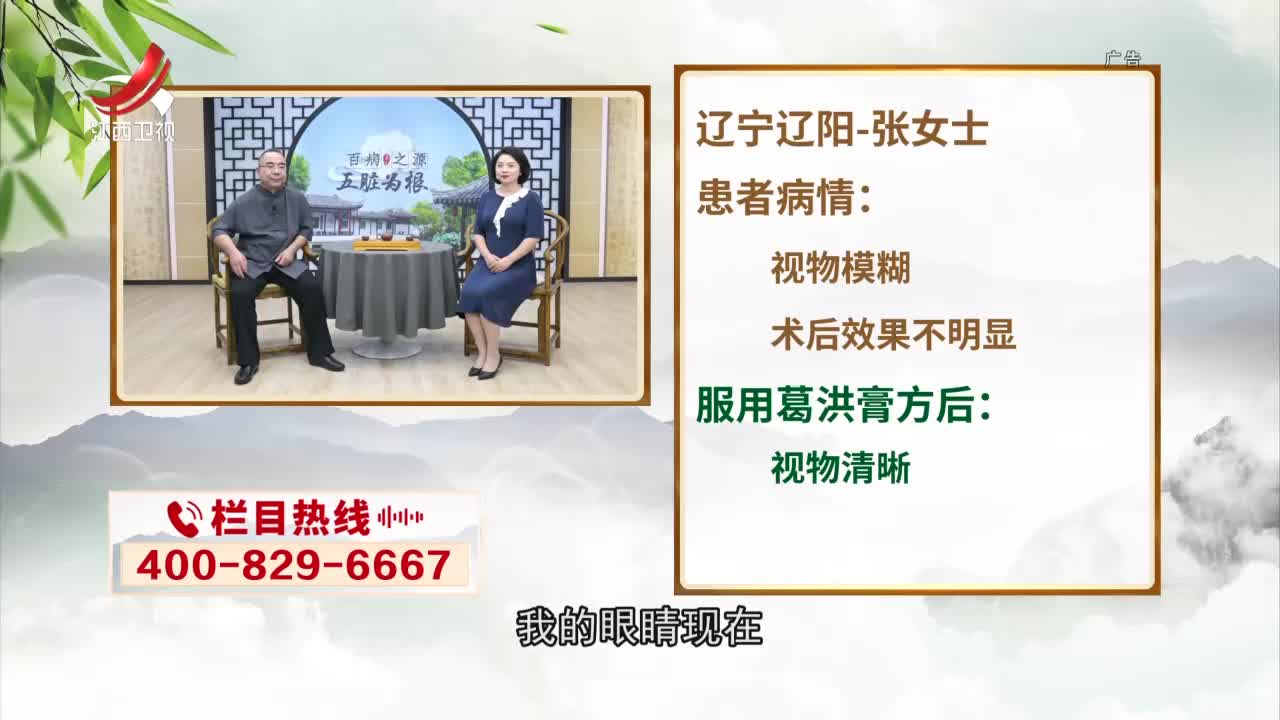 广告
江西卫视
百病之源
五脏为根
辽宁辽阳-张女士
患者病情：
视物模糊
术后效果不明显
服用葛洪膏方后：
视物清晰
栏目热线
400-829-6667
我的眼睛现在